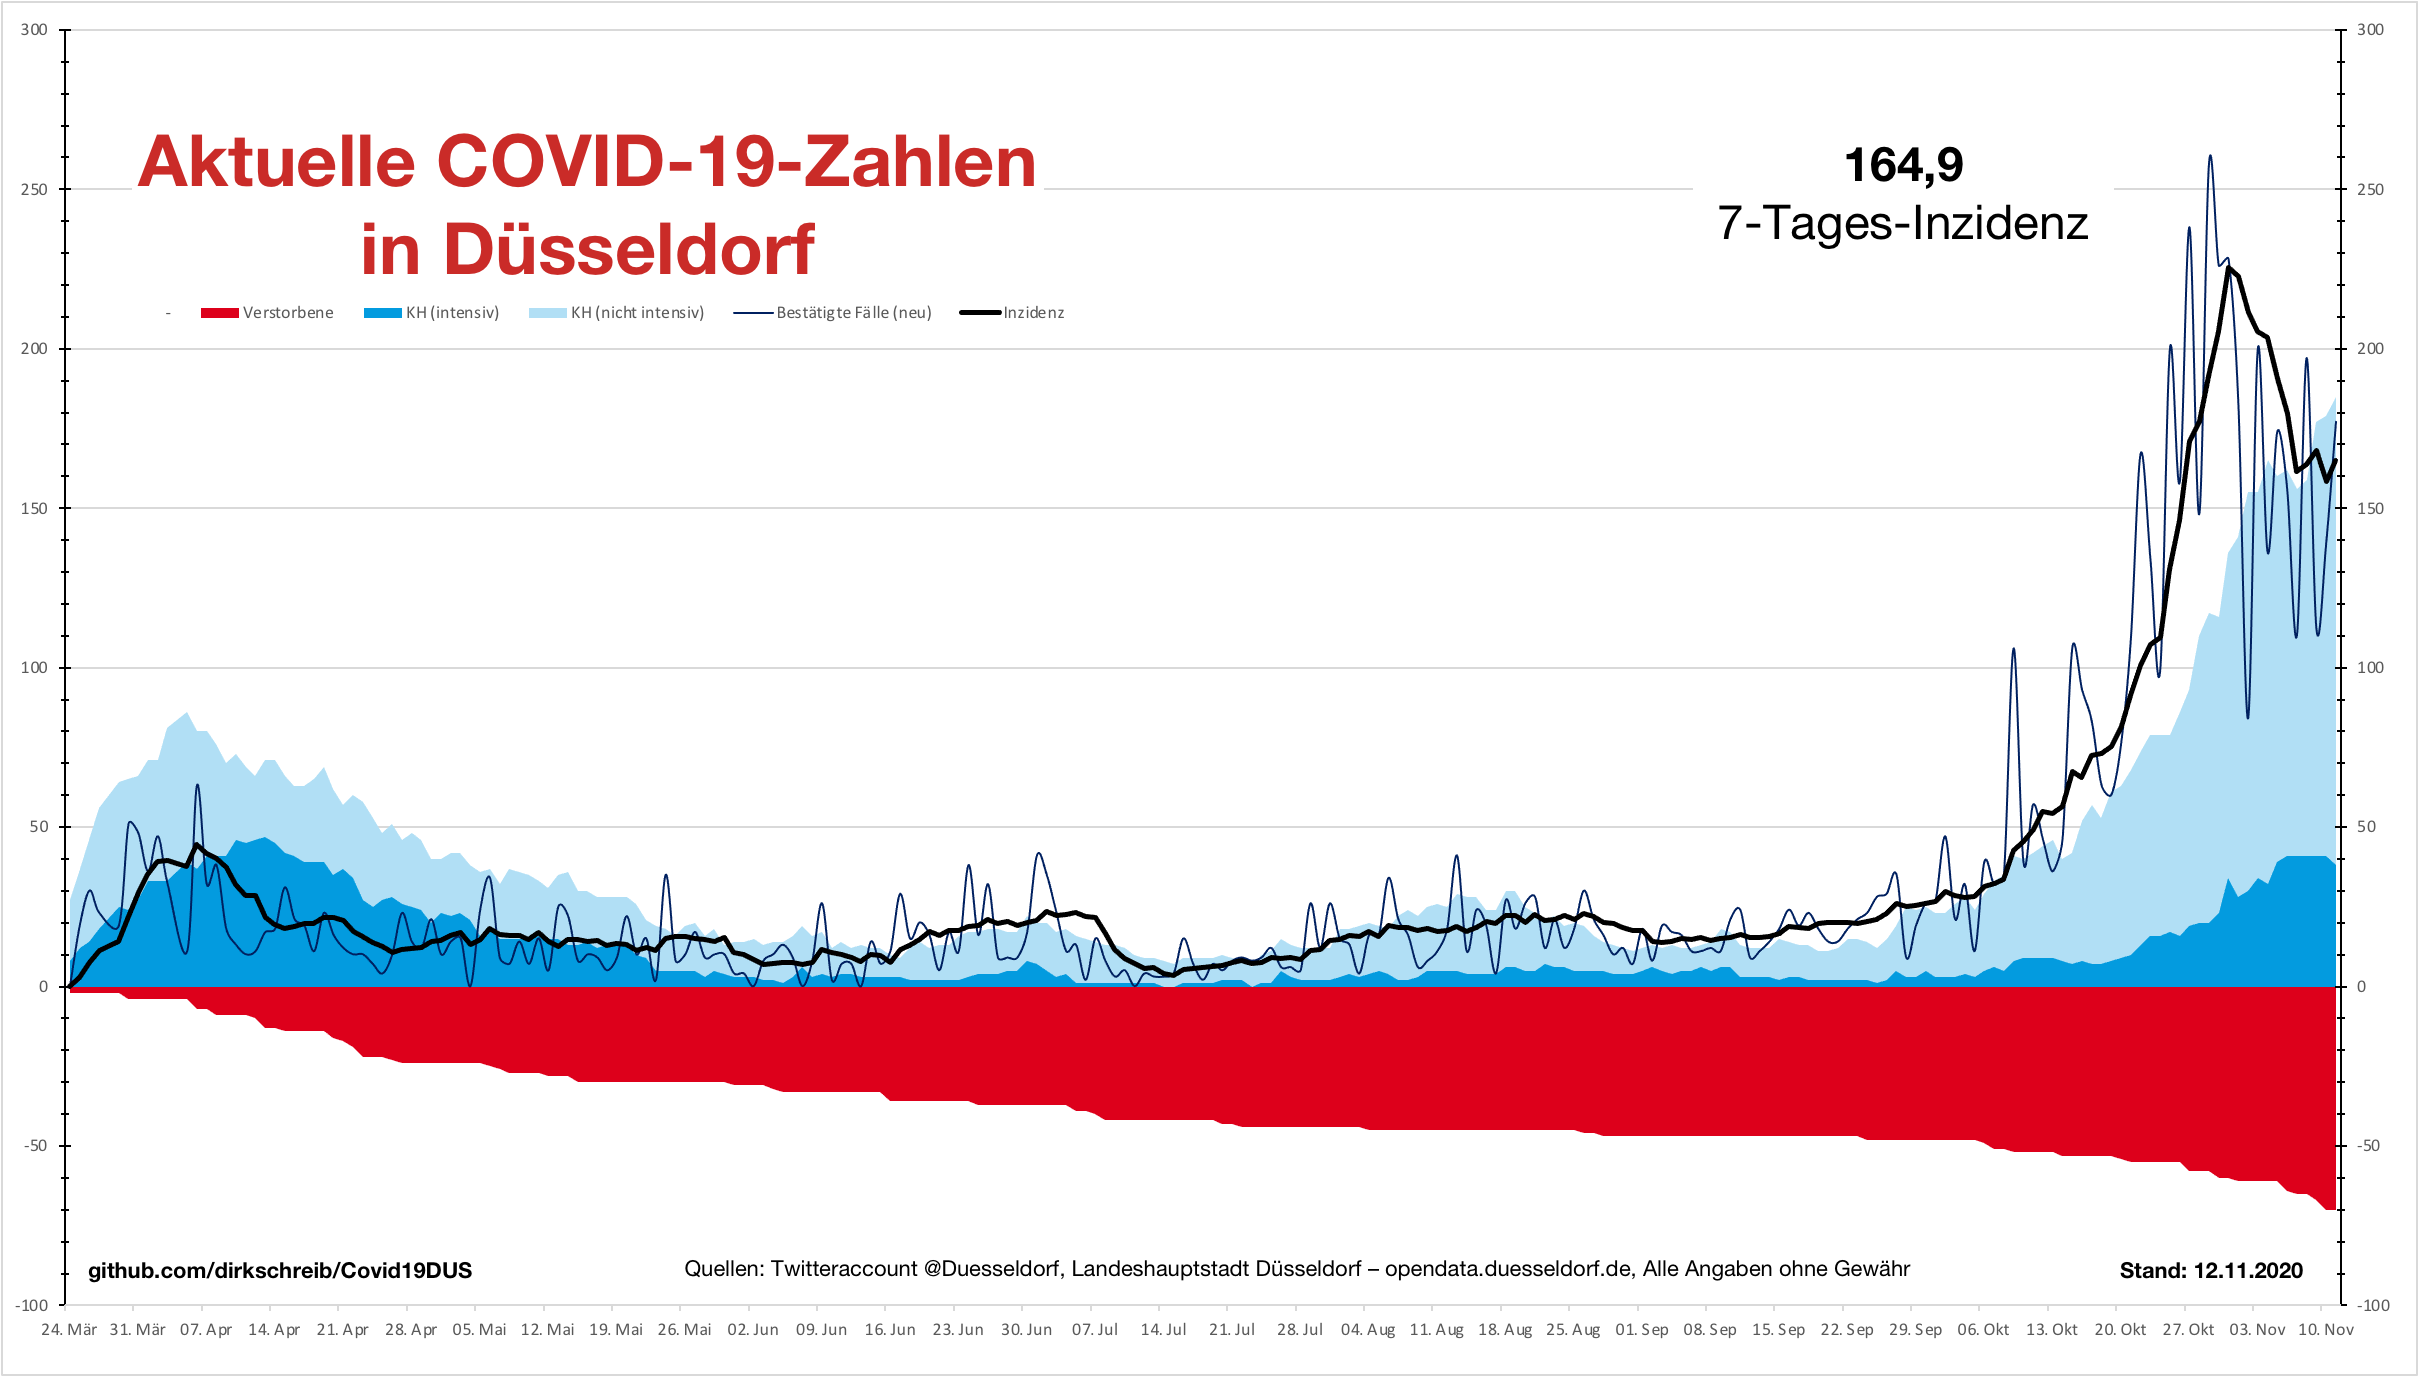 Aktuelle COVID-19-Zahlen
in Düsseldorf
164,9
7-Tages-Inzidenz
- Verstorbene KH (intensiv) KH (nicht intensiv) Bestätigte Fälle (neu) Inzidenz
300 300
250 250
200 200
150 150
100 100
50 50
0 0
-50 -50
-100 -100
github.com/dirkschreib/Covid19DUS
Quellen: Twitteraccount @Duesseldorf, Landeshauptstadt Düsseldorf – opendata.duesseldorf.de, Alle Angaben ohne Gewähr
Stand: 12.11.2020
24. Mär 31. Mär 07. Apr 14. Apr 21. Apr 28. Apr 05. Mai 12. Mai 19. Mai 26. Mai 02. Jun 09. Jun 16. Jun 23. Jun 30. Jun 07. Jul 14. Jul 21. Jul 28. Jul 04. Aug 11. Aug 18. Aug 25. Aug 01. Sep 08. Sep 15. Sep 22. Sep 29. Sep 06. Okt 13. Okt 20. Okt 27. Okt 03. Nov 10. Nov